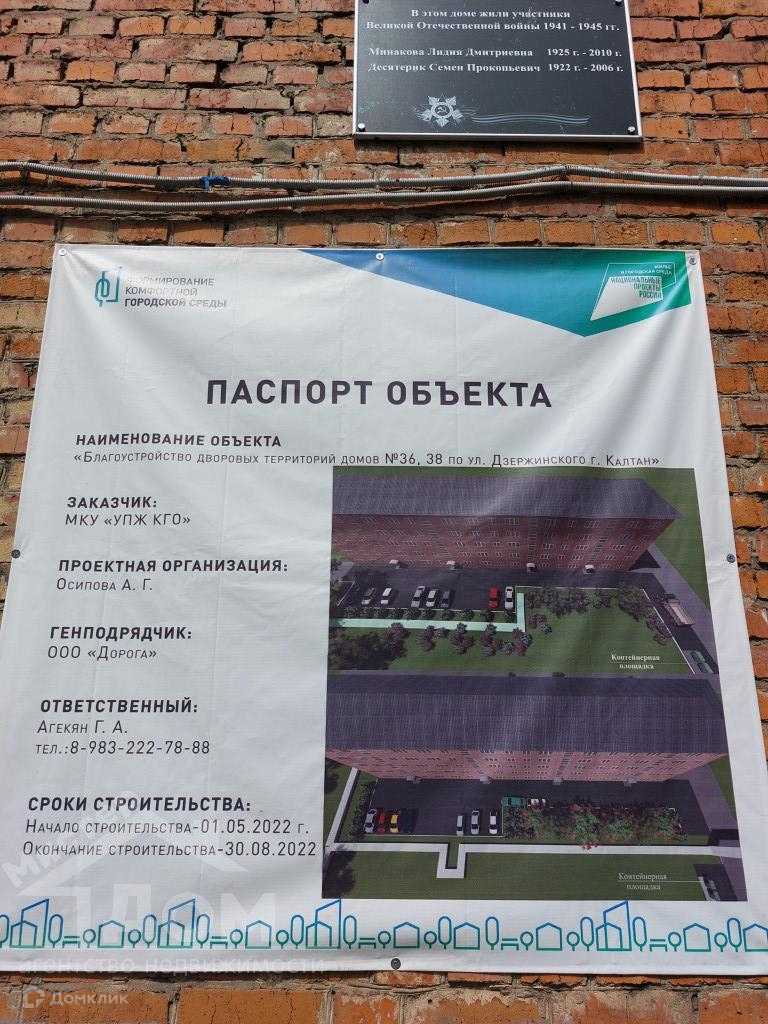 В этом доме жили участники
Великой Отечественной войны 1941 - 1945 гг.
Минакова Лидия Дмитриевна 1925 г. - 2010 г.
Десятерик Семен Прокопьевич 1922 г. - 2006 г.
ФОРМИРОВАНИЕ
КОМФОРТНОЙ
ГОРОДСКОЙ СРЕДЫ
ЖИЛЬЕ
И ГОРОДСКАЯ СРЕДА
НАЦИОНАЛЬНЫЕ
ПРОЕКТЫ
РОССИИ
ПАСПОРТ ОБЪЕКТА
НАИМЕНОВАНИЕ ОБЪЕКТА
«Благоустройство дворовых территорий домов №36, 38 по ул. Дзержинского г. Калтан»
ЗАКАЗЧИК:
МКУ «УПЖ КГО»
ПРОЕКТНАЯ ОРГАНИЗАЦИЯ:
Осипова А. Г.
ГЕНПОДРЯДЧИК:
ООО «Дорога»
ОТВЕТСТВЕННЫЙ:
Агекян Г. А.
тел.:8-983-222-78-88
СРОКИ СТРОИТЕЛЬСТВА:
Начало строительства-01.05.2022 г.
Окончание строительства-30.08.2022
Контейнерная
площадка
Контейнерная
площадка
Мистер
ДОМ
агентство недвижимости
Домклик